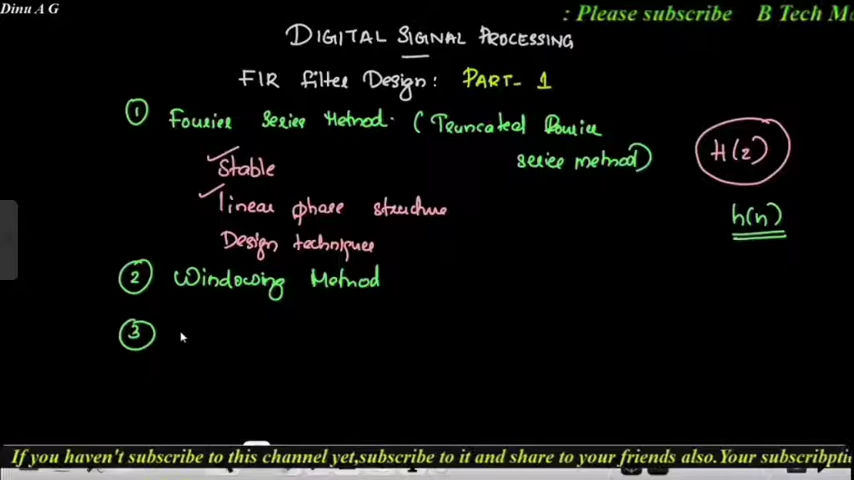 Dinu A G
: Please subscribe B Tech Ma
DIGITAL SIGNAL PROCESSING
FIR Filter Design: PART- 1
① Fourier Series Method. (Truncated Fourier series method)
H(z)
Stable
h(n)
linear phase structure
Design techniques
② Windowing Method
③
If you haven't subscribe to this channel yet,subscribe to it and share to your friends also.Your subscribpti